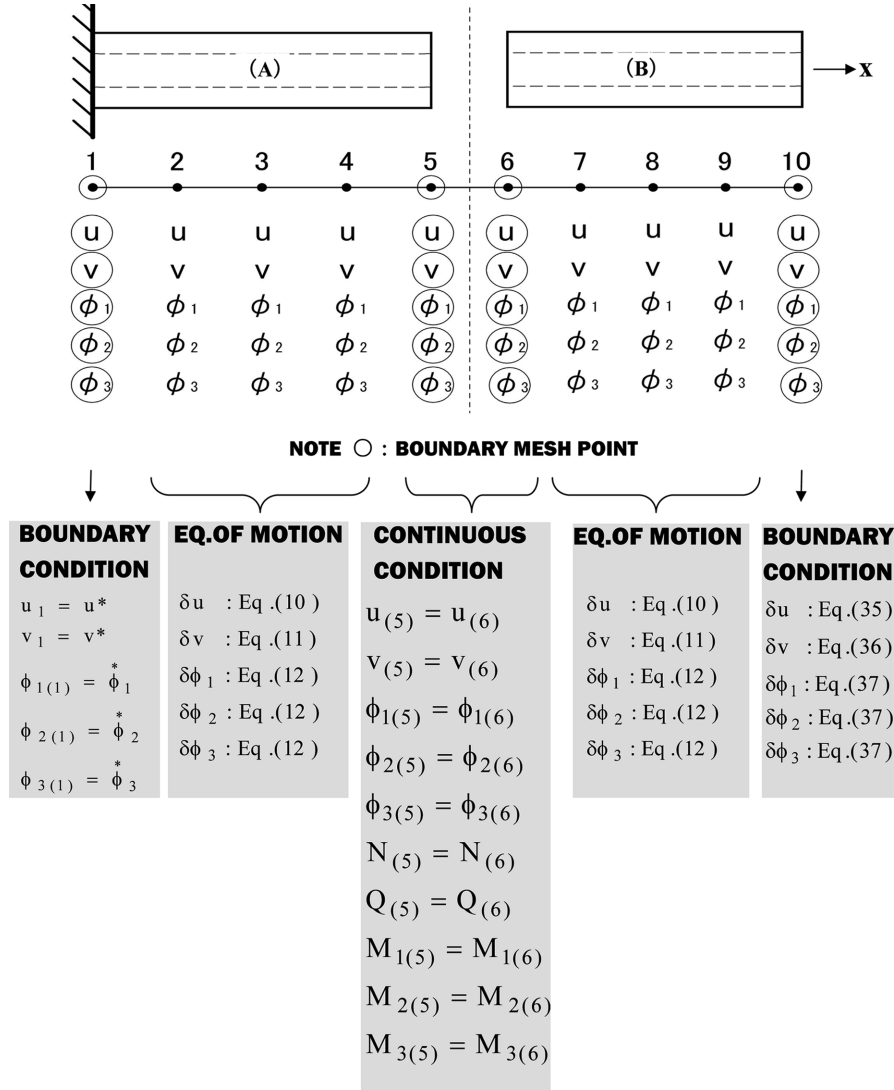 (A)
(B)
X
1 2 3 4 5 6 7 8 9 10
u u u u u u u u u u
v v v v v v v v v v
ϕ1 ϕ1 ϕ1 ϕ1 ϕ1 ϕ1 ϕ1 ϕ1 ϕ1 ϕ1
ϕ2 ϕ2 ϕ2 ϕ2 ϕ2 ϕ2 ϕ2 ϕ2 ϕ2 ϕ2
ϕ3 ϕ3 ϕ3 ϕ3 ϕ3 ϕ3 ϕ3 ϕ3 ϕ3 ϕ3
NOTE ○ : BOUNDARY MESH POINT
BOUNDARY
CONDITION
u1 = u*
v1 = v*
ϕ1(1) = ϕ*1
ϕ2(1) = ϕ*2
ϕ3(1) = ϕ*3
EQ.OF MOTION
δu : Eq.(10)
δv : Eq.(11)
δϕ1 : Eq.(12)
δϕ2 : Eq.(12)
δϕ3 : Eq.(12)
CONTINUOUS
CONDITION
u(5) = u(6)
v(5) = v(6)
ϕ1(5) = ϕ1(6)
ϕ2(5) = ϕ2(6)
ϕ3(5) = ϕ3(6)
N(5) = N(6)
Q(5) = Q(6)
M1(5) = M1(6)
M2(5) = M2(6)
M3(5) = M3(6)
EQ.OF MOTION
δu : Eq.(10)
δv : Eq.(11)
δϕ1 : Eq.(12)
δϕ2 : Eq.(12)
δϕ3 : Eq.(12)
BOUNDARY
CONDITION
δu : Eq.(35)
δv : Eq.(36)
δϕ1 : Eq.(37)
δϕ2 : Eq.(37)
δϕ3 : Eq.(37)